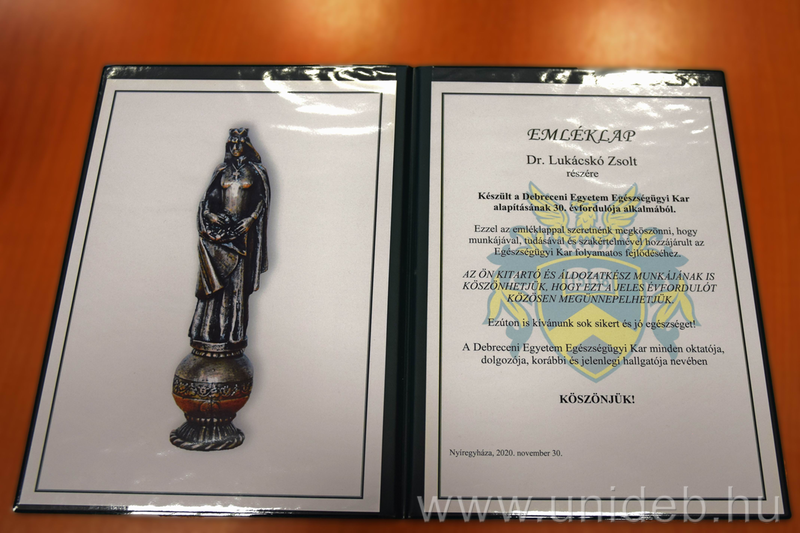 EMLÉKLAP
Dr. Lukácskó Zsolt
részére
Készült a Debreceni Egyetem Egészségügyi Kar
alapításának 30. évfordulója alkalmából.
Ezzel az emléklappal szeretnénk megköszönni, hogy
munkájával, tudásával és szakértelmével hozzájárult az
Egészségügyi Kar folyamatos fejlődéséhez.
AZ ÖN KITARTÓ ÉS ÁLDOZATKÉSZ MUNKÁJÁNAK IS
KÖSZÖNHETJÜK, HOGY EZT A JELES ÉVFORDULÓT
KÖZÖSEN MEGÜNNEPELHETJÜK.
Ezúton is kívánunk sok sikert és jó egészséget!
A Debreceni Egyetem Egészségügyi Kar minden oktatója,
dolgozója, korábbi és jelenlegi hallgatója nevében
KÖSZÖNJÜK!
Nyíregyháza, 2020. november 30.
www.unideb.hu